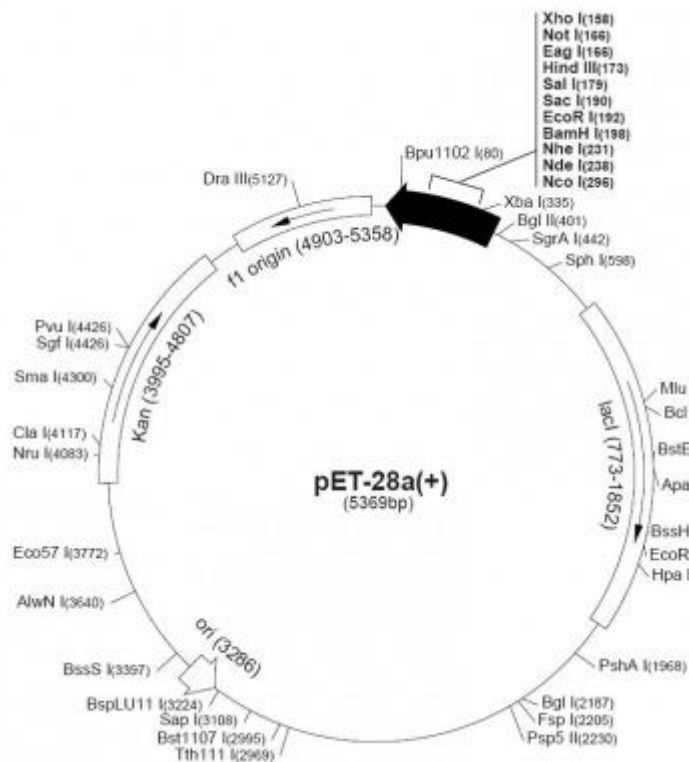 Xho I(158)
Not I(166)
Eag I(166)
Hind III(173)
Sal I(179)
Sac I(190)
EcoR I(192)
BamH I(198)
Nhe I(231)
Nde I(238)
Nco I(296)
Bpu1102 I(80)
Dra III(5127)
Xba I(335)
Bgl II(401)
SgrA I(442)
Sph I(598)
f1 origin (4903-5358)
Pvu I(4426)
Sgf I(4426)
Sma I(4300)
Kan (3995-4807)
Cla I(4117)
Nru I(4083)
Mlu
Bcl
BstE
Apa
lacI (773-1852)
BssH
EcoR
Hpa I
pET-28a(+)
(5369bp)
Eco57 I(3772)
AlwN I(3640)
ori (3286)
BssS I(3397)
BspLU11 I(3224)
Sap I(3108)
Bst1107 I(2995)
Tth111 I(2969)
PshA I(1968)
Bgl I(2187)
Fsp I(2205)
Psp5 II(2230)